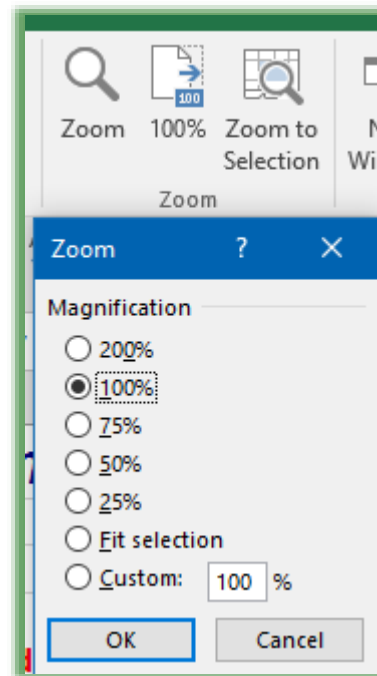 100
Zoom 100% Zoom to
Selection
Zoom
Zoom ? ×
Magnification
200%
100%
75%
50%
25%
Fit selection
Custom: 100 %
OK Cancel